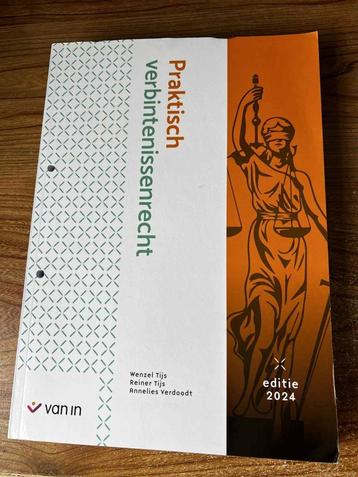 Praktisch
verbintenissenrecht
Wenzel Tijs
Reiner Tijs
Annelies Verdoodt
editie
2024
van in